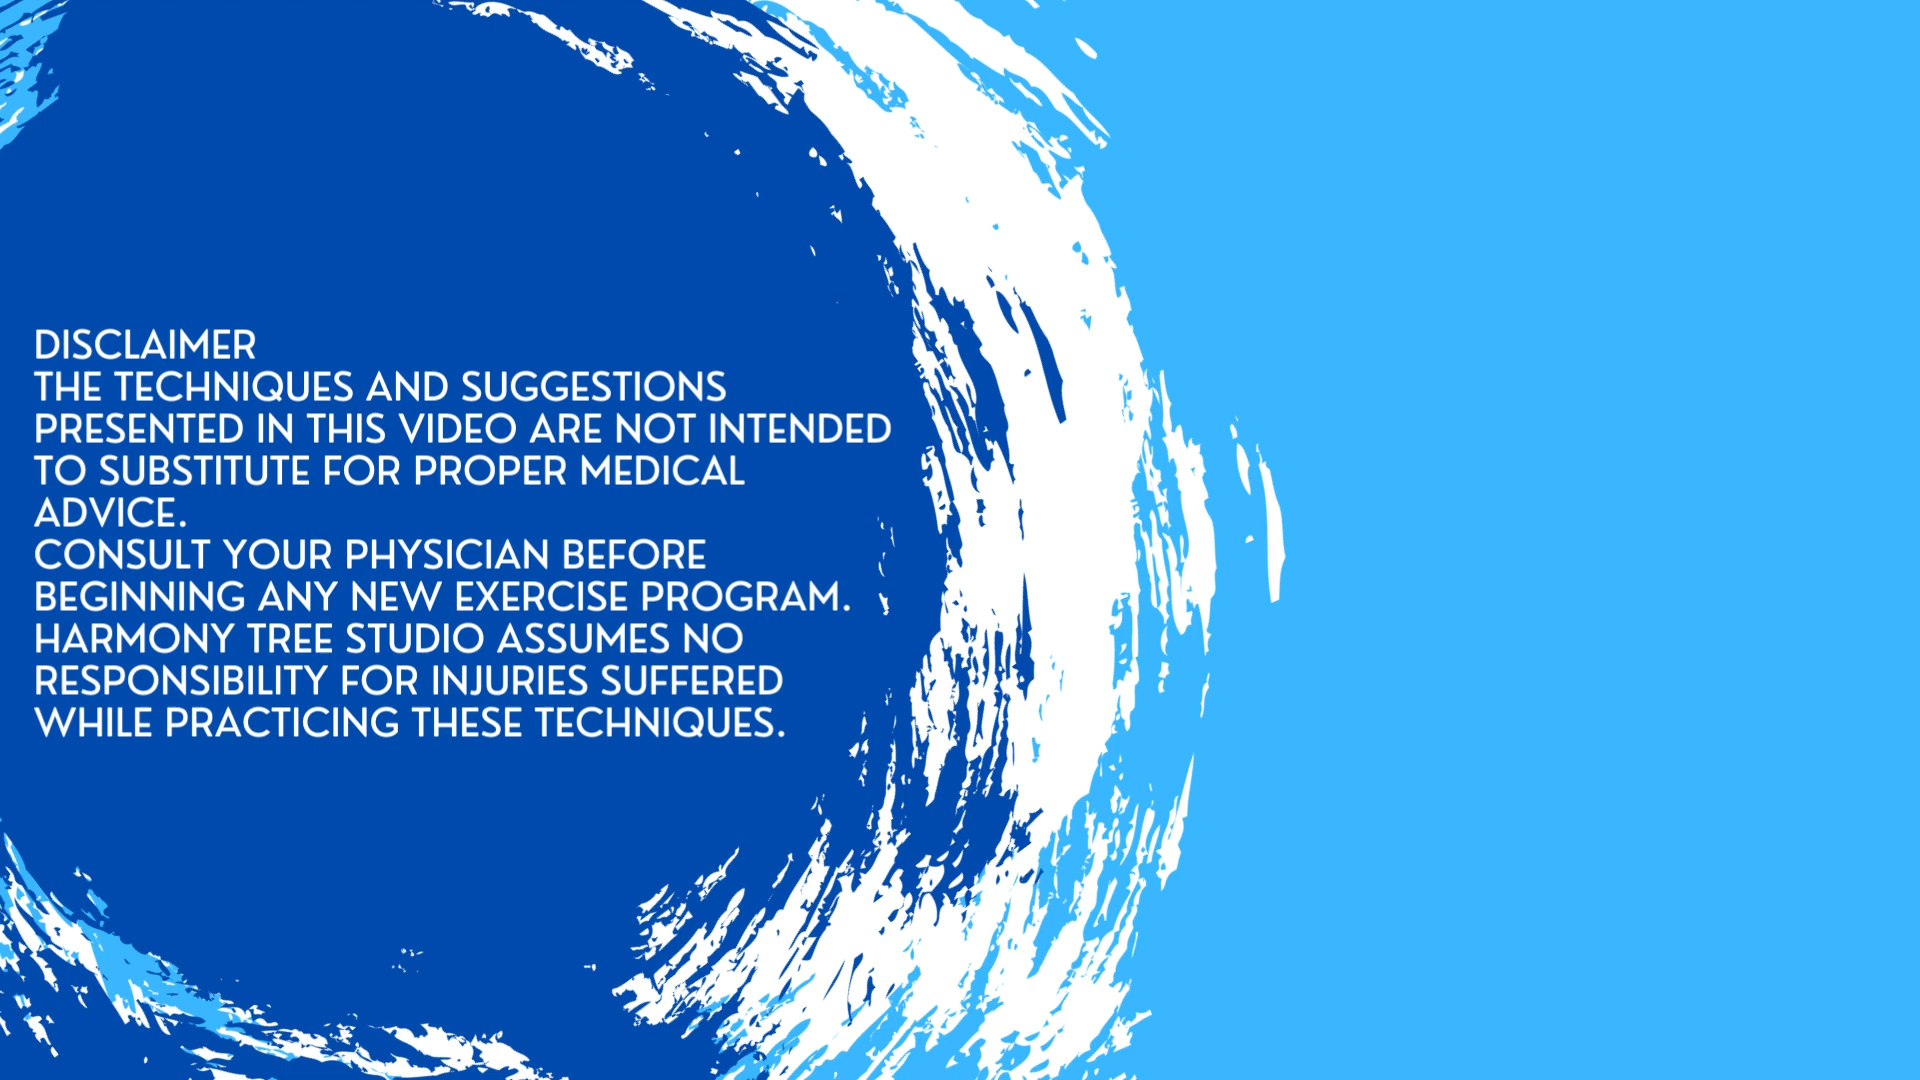 DISCLAIMER
THE TECHNIQUES AND SUGGESTIONS
PRESENTED IN THIS VIDEO ARE NOT INTENDED
TO SUBSTITUTE FOR PROPER MEDICAL
ADVICE.
CONSULT YOUR PHYSICIAN BEFORE
BEGINNING ANY NEW EXERCISE PROGRAM.
HARMONY TREE STUDIO ASSUMES NO
RESPONSIBILITY FOR INJURIES SUFFERED
WHILE PRACTICING THESE TECHNIQUES.